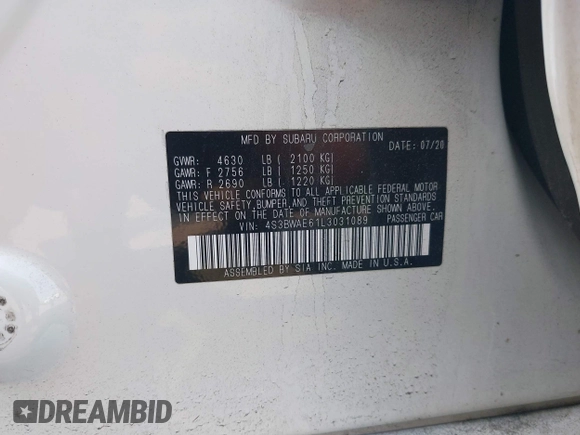 MFD BY SUBARU CORPORATION
DATE: 07/20
GVWR: 4630 LB ( 2100 KG)
GAWR: F 2756 LB ( 1250 KG)
GAWR: R 2690 LB ( 1220 KG)
THIS VEHICLE CONFORMS TO ALL APPLICABLE FEDERAL MOTOR
VEHICLE SAFETY,BUMPER,AND THEFT PREVENTION STANDARDS
IN EFFECT ON THE DATE OF MANUFACTURE SHOWN ABOVE.
VIN: 4S3BWAE61L3031089 PASSENGER CAR
ASSEMBLED BY SIA INC. MADE IN U.S.A.
DREAMBID